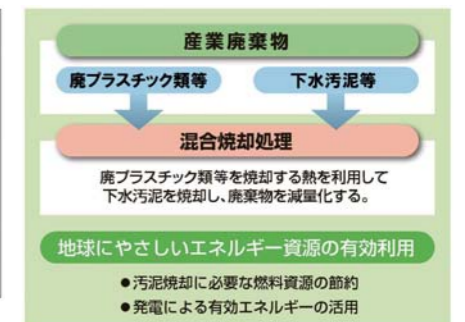 産業廃棄物
廃プラスチック類等
下水汚泥等
混合焼却処理
廃プラスチック類等を焼却する熱を利用して
下水汚泥を焼却し、廃棄物を減量化する。
地球にやさしいエネルギー資源の有効利用
●汚泥焼却に必要な燃料資源の節約
●発電による有効エネルギーの活用